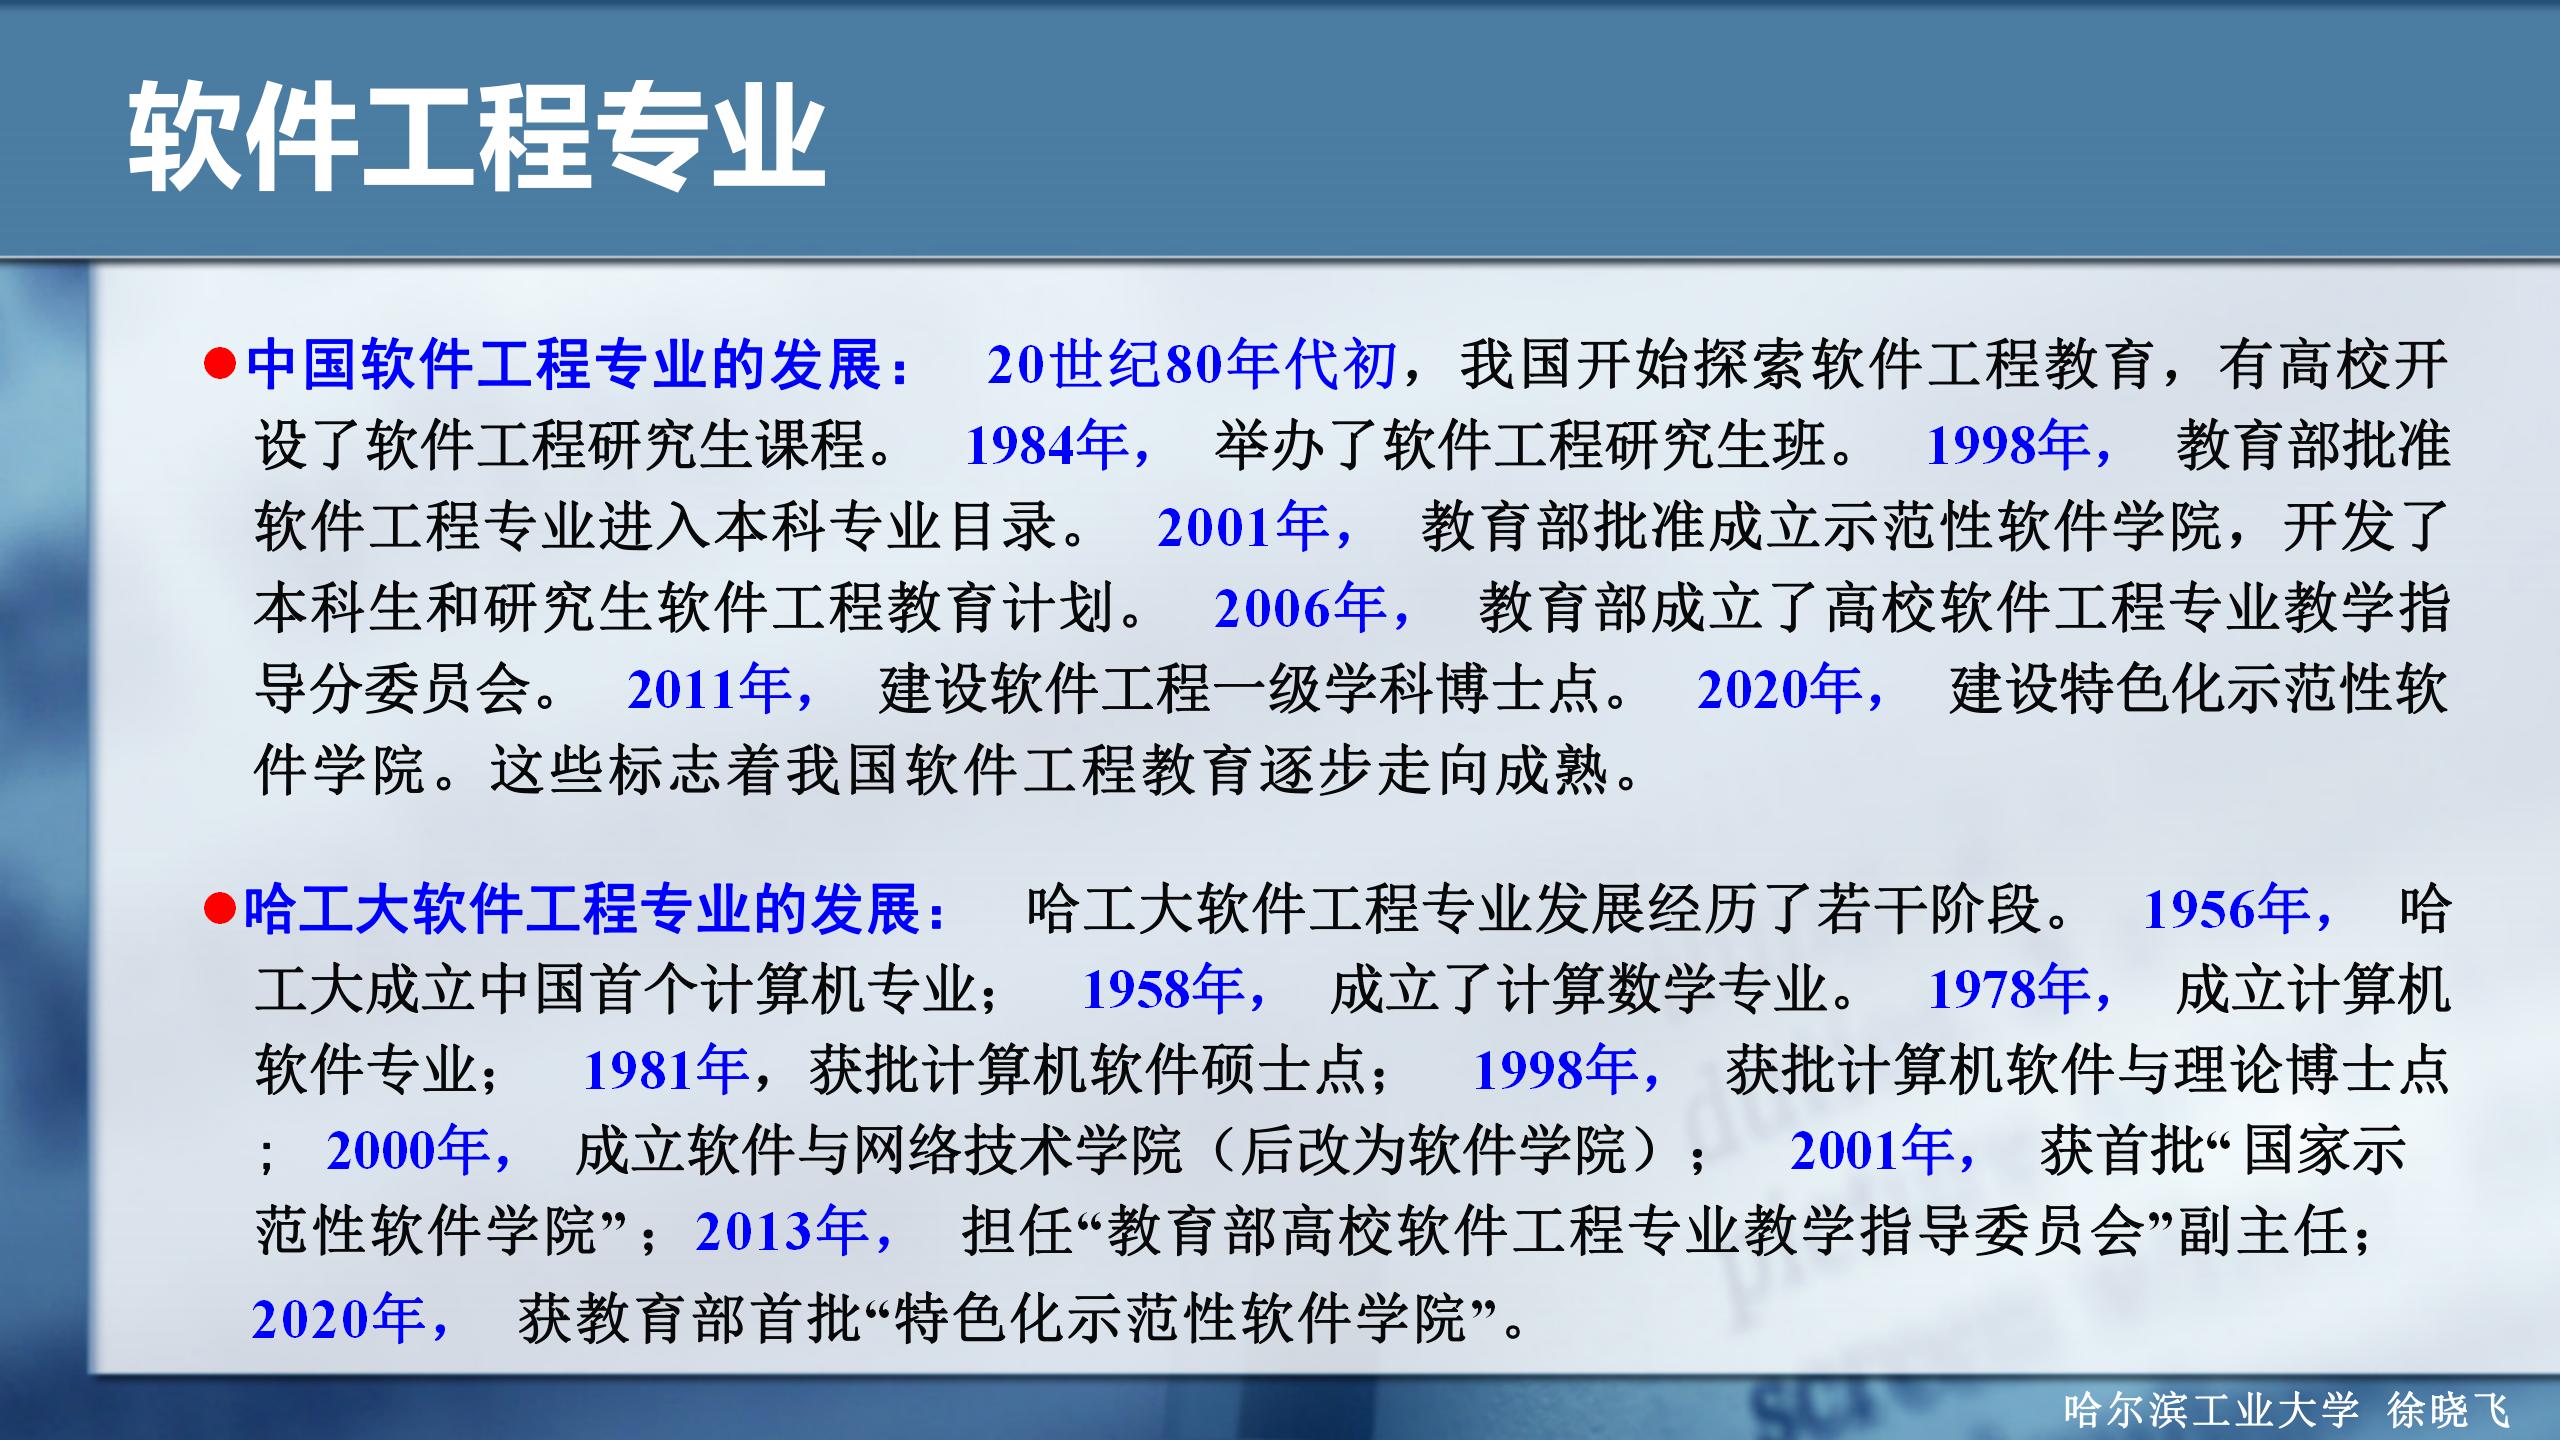 软件工程专业
●中国软件工程专业的发展： 20世纪80年代初，我国开始探索软件工程教育，有高校开
设了软件工程研究生课程。 1984年， 举办了软件工程研究生班。 1998年， 教育部批准
软件工程专业进入本科专业目录。 2001年， 教育部批准成立示范性软件学院，开发了
本科生和研究生软件工程教育计划。 2006年， 教育部成立了高校软件工程专业教学指
导分委员会。 2011年， 建设软件工程一级学科博士点。 2020年， 建设特色化示范性软
件学院。这些标志着我国软件工程教育逐步走向成熟。
●哈工大软件工程专业的发展： 哈工大软件工程专业发展经历了若干阶段。 1956年， 哈
工大成立中国首个计算机专业； 1958年， 成立了计算数学专业。 1978年， 成立计算机
软件专业； 1981年，获批计算机软件硕士点； 1998年， 获批计算机软件与理论博士点
； 2000年， 成立软件与网络技术学院（后改为软件学院）； 2001年， 获首批“国家示
范性软件学院”；2013年， 担任“教育部高校软件工程专业教学指导委员会”副主任；
2020年， 获教育部首批“特色化示范性软件学院”。
哈尔滨工业大学 徐晓飞